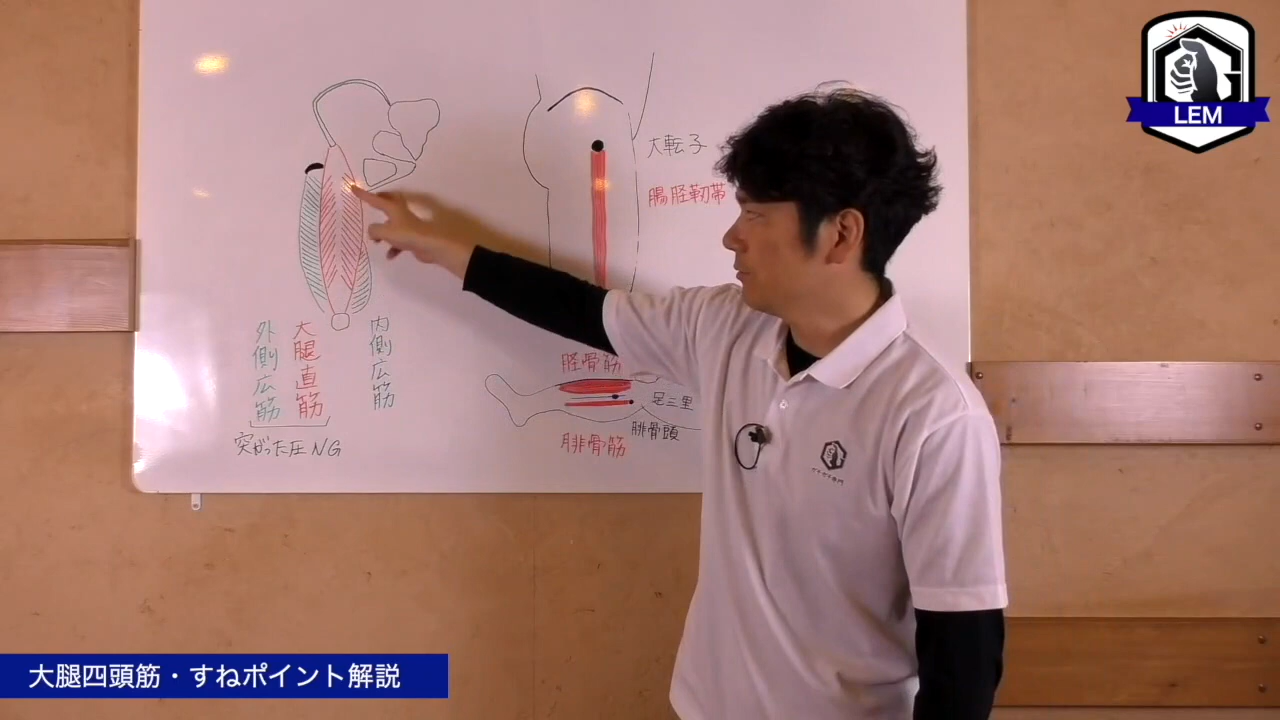 LEM
大転子
腸脛靭帯
外側広筋
大腿直筋
内側広筋
突がった圧NG
脛骨筋
足三里
腓骨頭
腓骨筋
大腿四頭筋・すねポイント解説